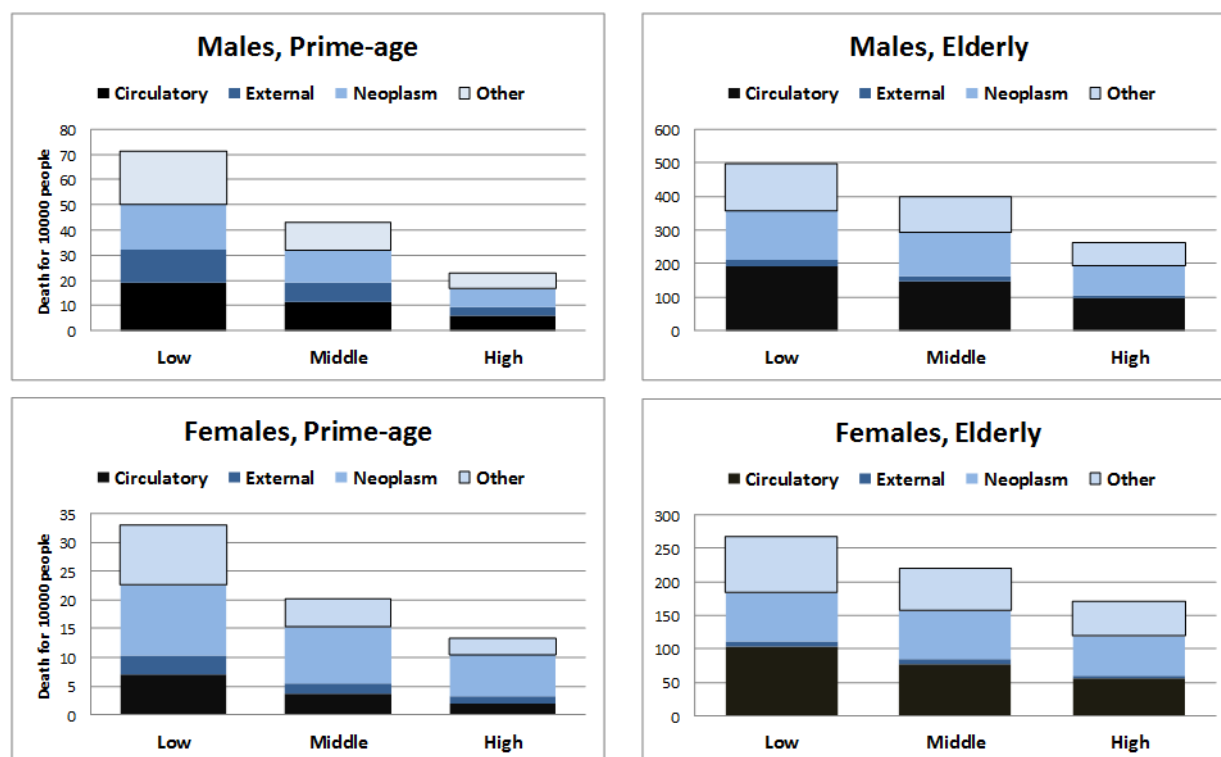 Males, Prime-age
Circulatory External Neoplasm Other
Death for 10000 people
80
70
60
50
40
30
20
10
0
Low Middle High
Males, Elderly
Circulatory External Neoplasm Other
600
500
400
300
200
100
0
Low Middle High
Females, Prime-age
Circulatory External Neoplasm Other
Death for 10000 people
35
30
25
20
15
10
5
0
Low Middle High
Females, Elderly
Circulatory External Neoplasm Other
300
250
200
150
100
50
0
Low Middle High